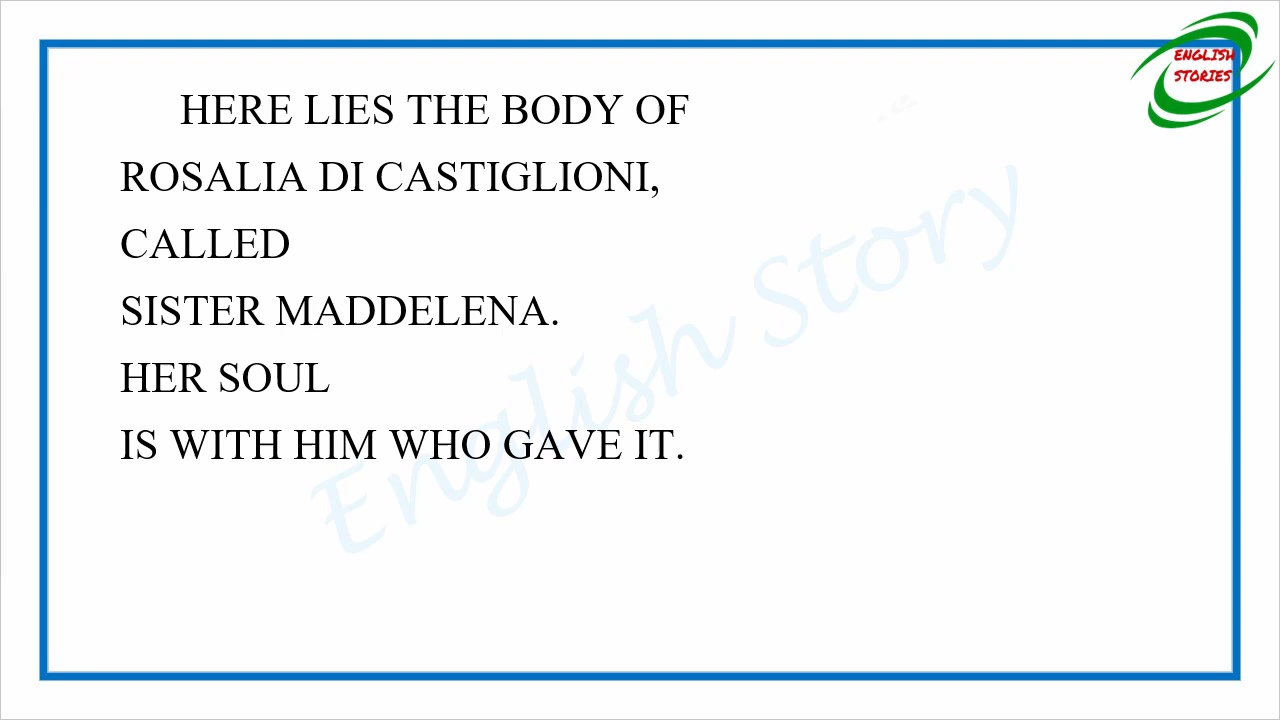 ENGLISH
STORIES
HERE LIES THE BODY OF
ROSALIA DI CASTIGLIONI,
CALLED
SISTER MADDELENA.
HER SOUL
IS WITH HIM WHO GAVE IT.
English Story